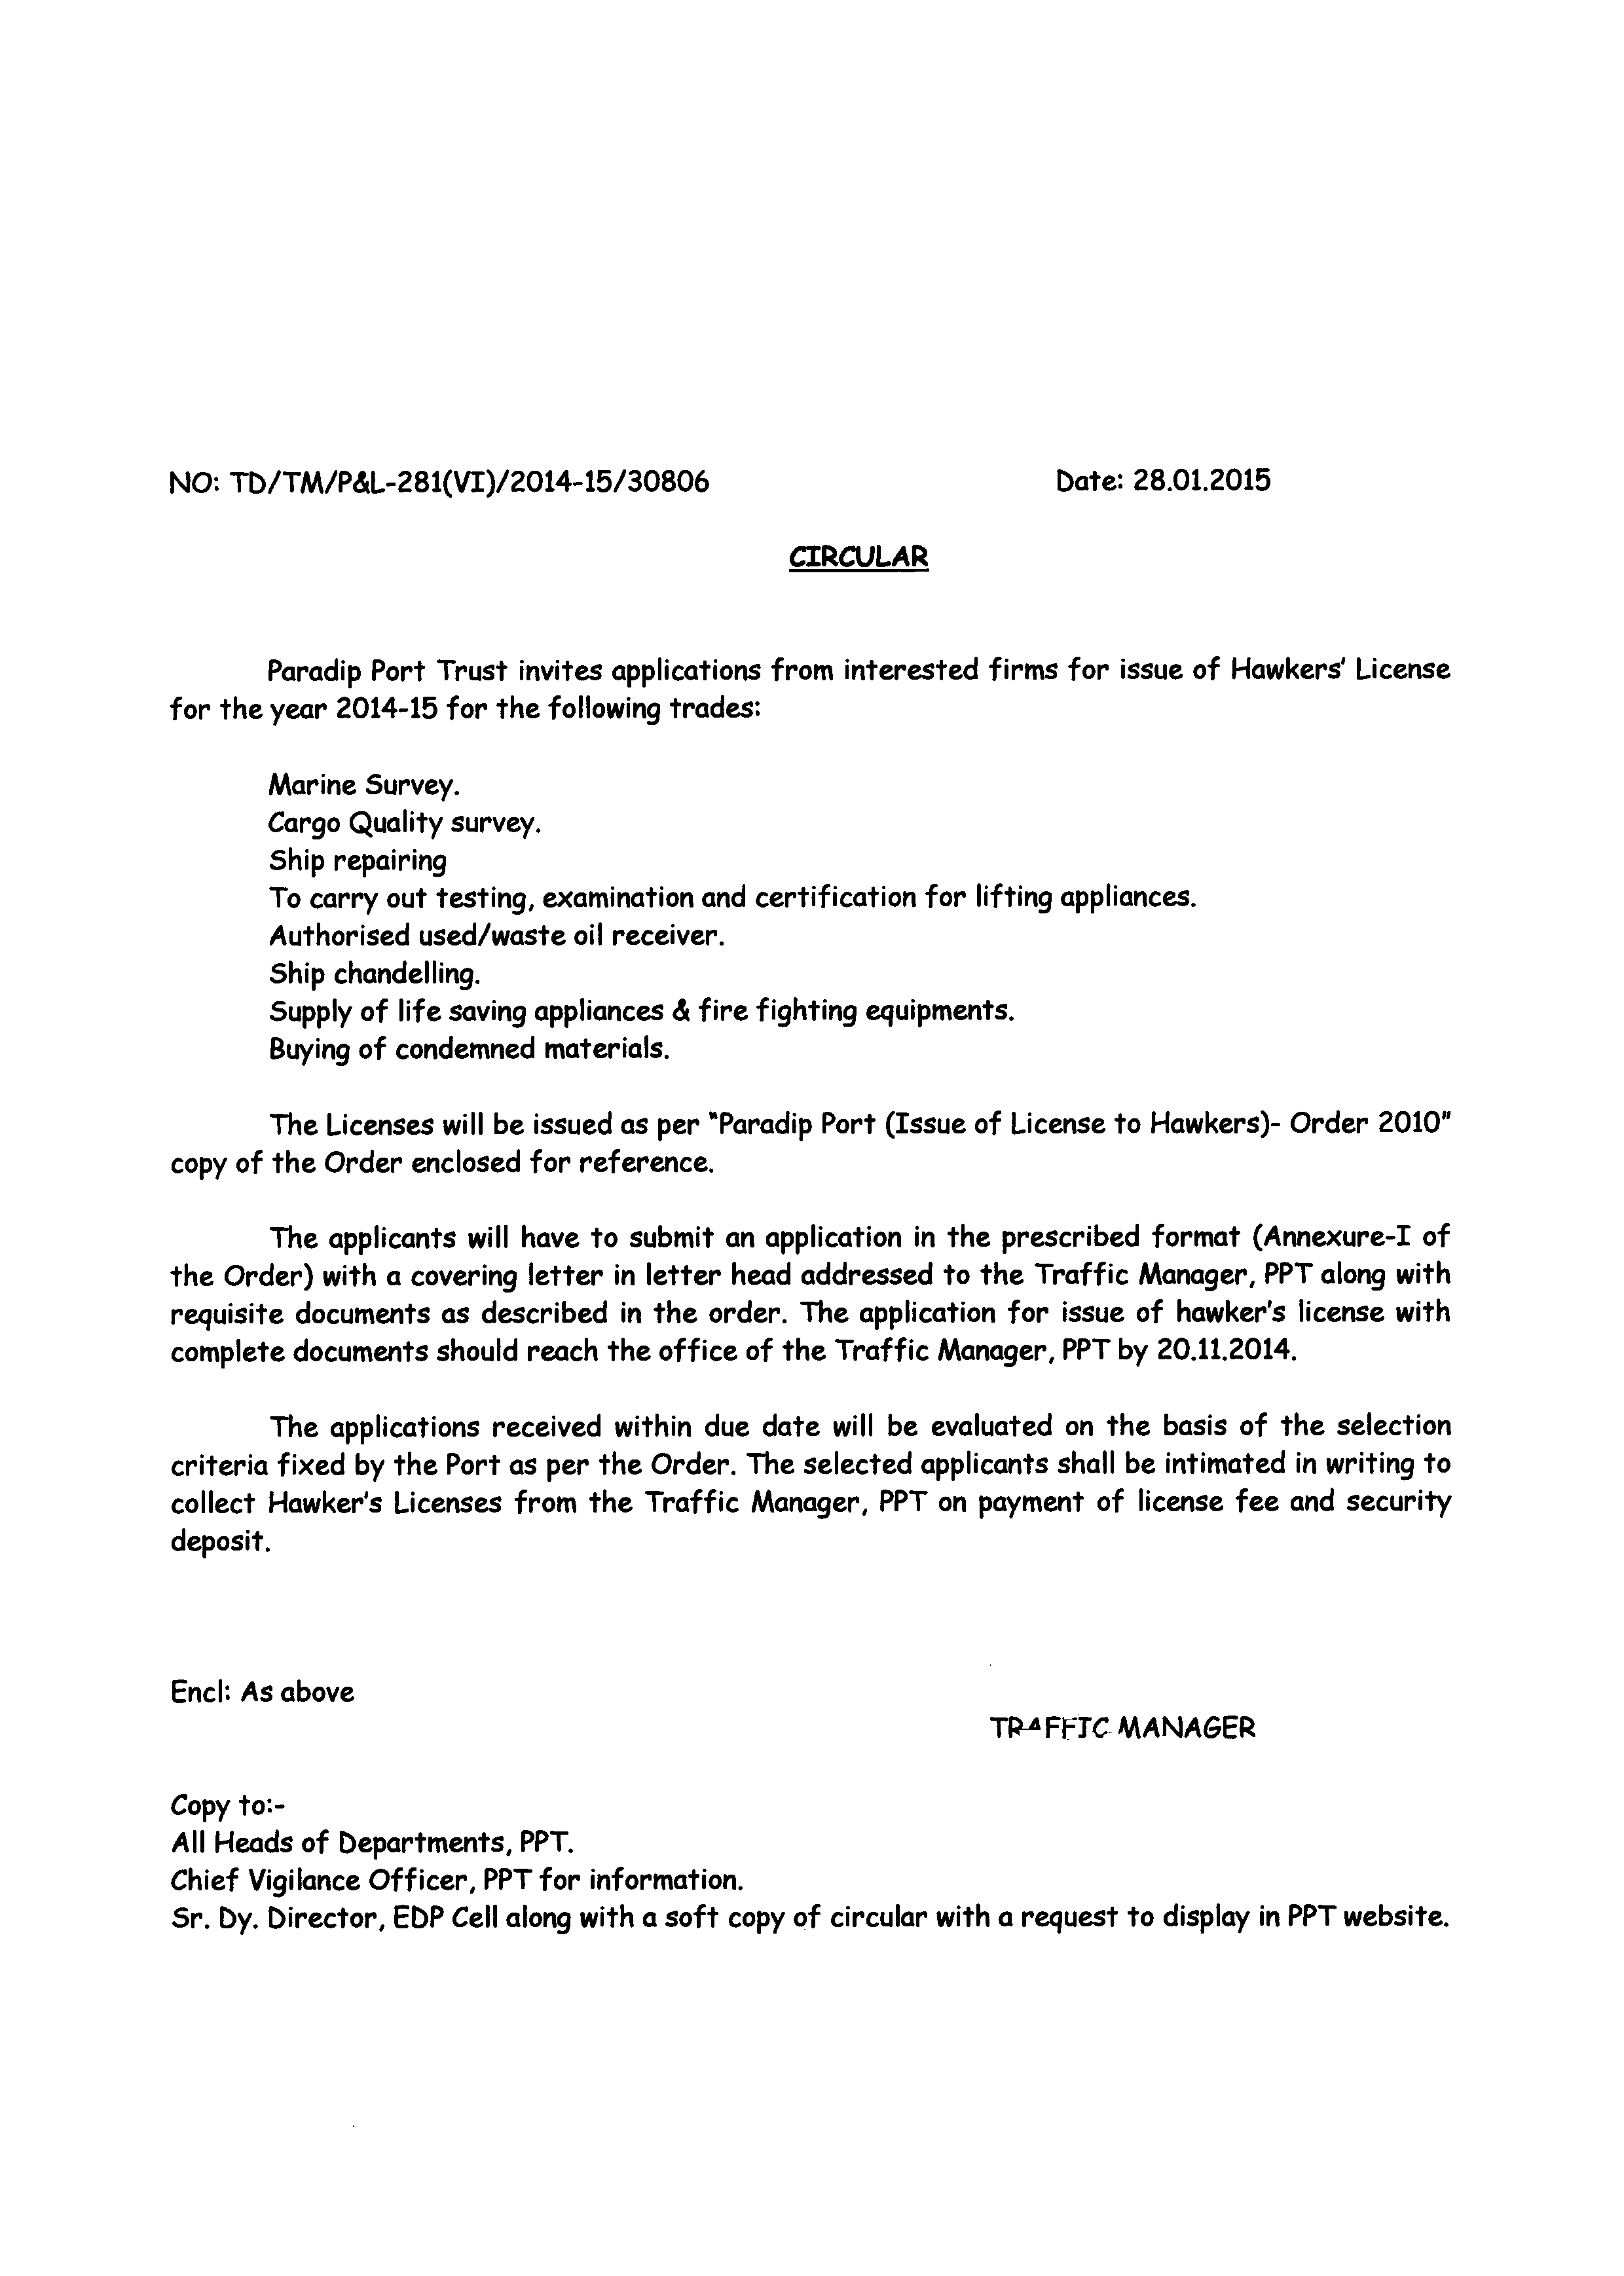 NO: TD/TM/P&L-281(VI)/2014-15/30806 Date: 28.01.2015
CIRCULAR
Paradip Port Trust invites applications from interested firms for issue of Hawkers' License
for the year 2014-15 for the following trades:
Marine Survey.
Cargo Quality survey.
Ship repairing
To carry out testing, examination and certification for lifting appliances.
Authorised used/waste oil receiver.
Ship chandelling.
Supply of life saving appliances & fire fighting equipments.
Buying of condemned materials.
The Licenses will be issued as per "Paradip Port (Issue of License to Hawkers)- Order 2010"
copy of the Order enclosed for reference.
The applicants will have to submit an application in the prescribed format (Annexure-I of
the Order) with a covering letter in letter head addressed to the Traffic Manager, PPT along with
requisite documents as described in the order. The application for issue of hawker's license with
complete documents should reach the office of the Traffic Manager, PPT by 20.11.2014.
The applications received within due date will be evaluated on the basis of the selection
criteria fixed by the Port as per the Order. The selected applicants shall be intimated in writing to
collect Hawker's Licenses from the Traffic Manager, PPT on payment of license fee and security
deposit.
Encl: As above
TRAFFIC MANAGER
Copy to:-
All Heads of Departments, PPT.
Chief Vigilance Officer, PPT for information.
Sr. Dy. Director, EDP Cell along with a soft copy of circular with a request to display in PPT website.